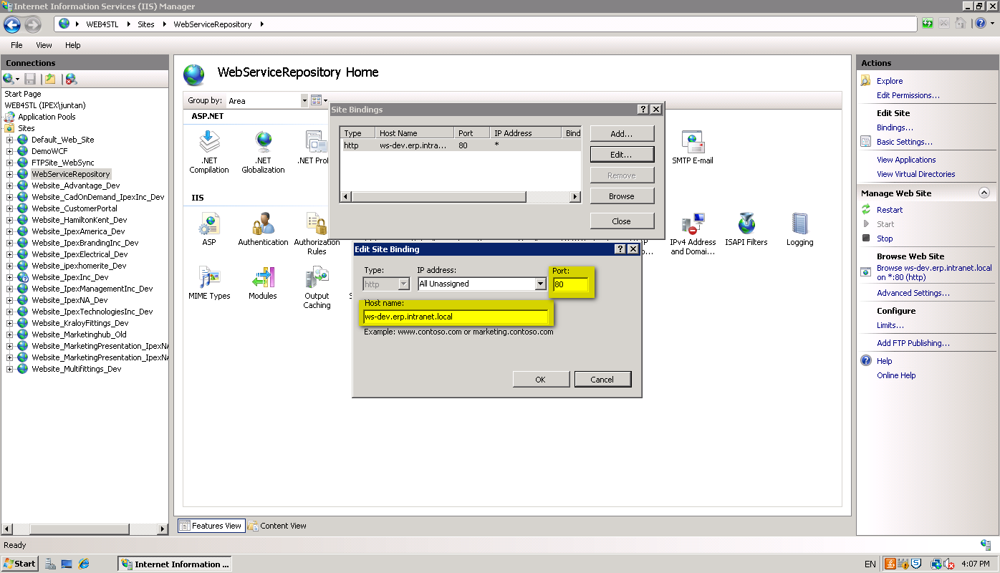 Internet Information Services (IIS) Manager
WEB4STL
Sites
WebServiceRepository
File
View
Help
Connections
Start Page
WEB4STL (IPEX\juntan)
Application Pools
Sites
Default_Web_Site
DemoWCF
FTPSite_WebSync
WebServiceRepository
Website_Advantage_Dev
Website_CadOnDemand_IpexInc_Dev
Website_CustomerPortal
Website_HamiltonKent_Dev
Website_IpexAmerica_Dev
Website_IpexBrandingInc_Dev
Website_IpexElectrical_Dev
Website_ipexhomerite_Dev
Website_IpexInc_Dev
Website_IpexManagementInc_Dev
Website_IpexNA_Dev
Website_IpexTechnologiesInc_Dev
Website_KraloyFittings_Dev
Website_Marketinghub_Old
Website_MarketingPresentation_IpexNA
Website_MarketingPresentation_IpexNA
Website_Multifittings_Dev
WebServiceRepository Home
Group by: Area
ASP.NET
.NET Compilation
.NET Globalization
.NET Pro
SMTP E-mail
IIS
ASP
Authentication
Authorization Rules
IPv4 Address and Domai...
ISAPI Filters
Logging
MIME Types
Modules
Output Caching
Site Bindings
Type Host Name Port IP Address Bind
http ws-dev.erp.intra... 80 *
Add...
Edit...
Remove
Browse
Close
Edit Site Binding
Type: IP address: Port:
http All Unassigned 80
Host name:
ws-dev.erp.intranet.local
Example: www.contoso.com or marketing.contoso.com
OK Cancel
Features View
Content View
Actions
Explore
Edit Permissions...
Edit Site
Bindings...
Basic Settings...
View Applications
View Virtual Directories
Manage Web Site
Restart
Start
Stop
Browse Web Site
Browse ws-dev.erp.intranet.local
on *:80 (http)
Advanced Settings...
Configure
Limits...
Add FTP Publishing...
Help
Online Help
Ready
Start
Internet Information ...
EN
4:07 PM